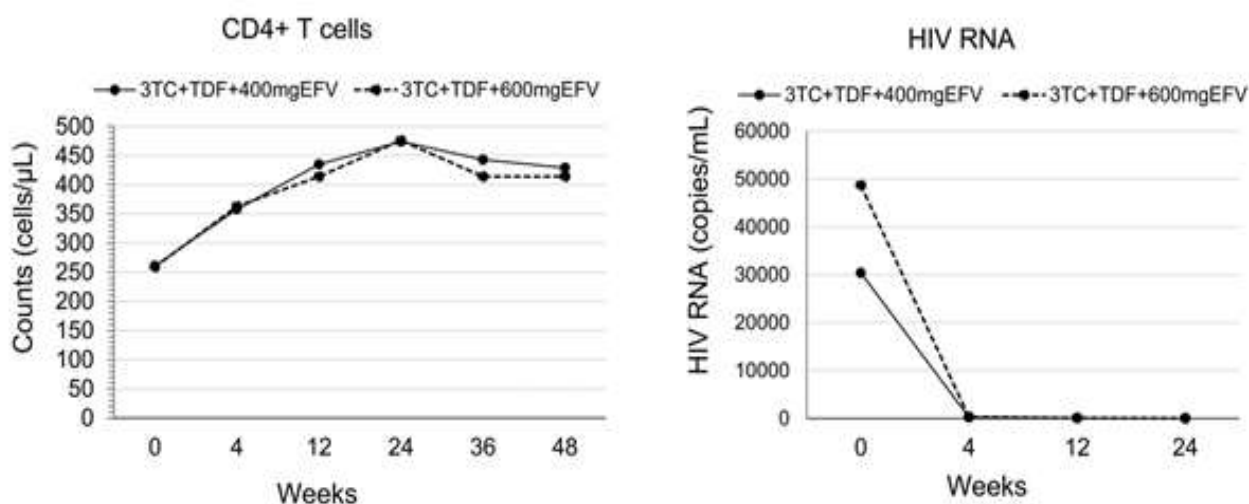 CD4+ T cells
3TC+TDF+400mgEFV 3TC+TDF+600mgEFV
Counts (cells/μL)
500
450
400
350
300
250
200
150
100
50
0
0 4 12 24 36 48
Weeks
HIV RNA
3TC+TDF+400mgEFV 3TC+TDF+600mgEFV
HIV RNA (copies/mL)
60000
50000
40000
30000
20000
10000
0
0 4 12 24
Weeks